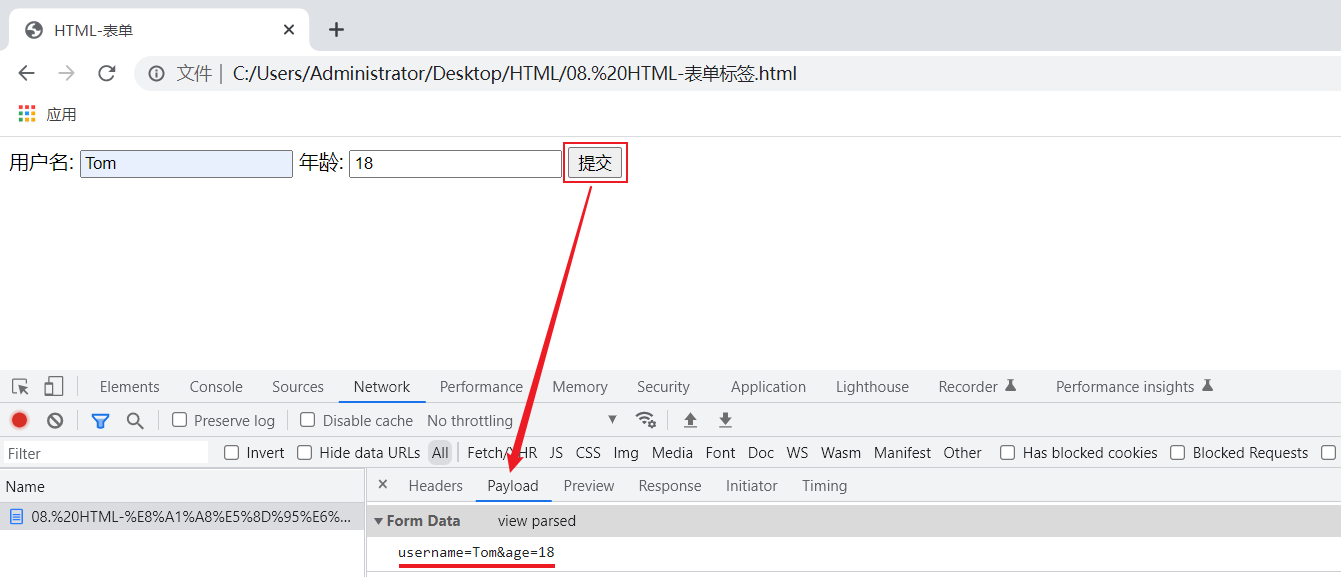 HTML-表单
文件 | C:/Users/Administrator/Desktop/HTML/08.%20HTML-表单标签.html
应用
用户名: Tom 年龄: 18 提交
Elements Console Sources Network Performance Memory Security Application Lighthouse Recorder Performance insights
Preserve log Disable cache No throttling
Filter Invert Hide data URLs All Fetch/XHR JS CSS Img Media Font Doc WS Wasm Manifest Other Has blocked cookies Blocked Requests
Name Headers Payload Preview Response Initiator Timing
08.%20HTML-%E8%A1%A8%E5%8D%95%E6%... Form Data view parsed
username=Tom&age=18